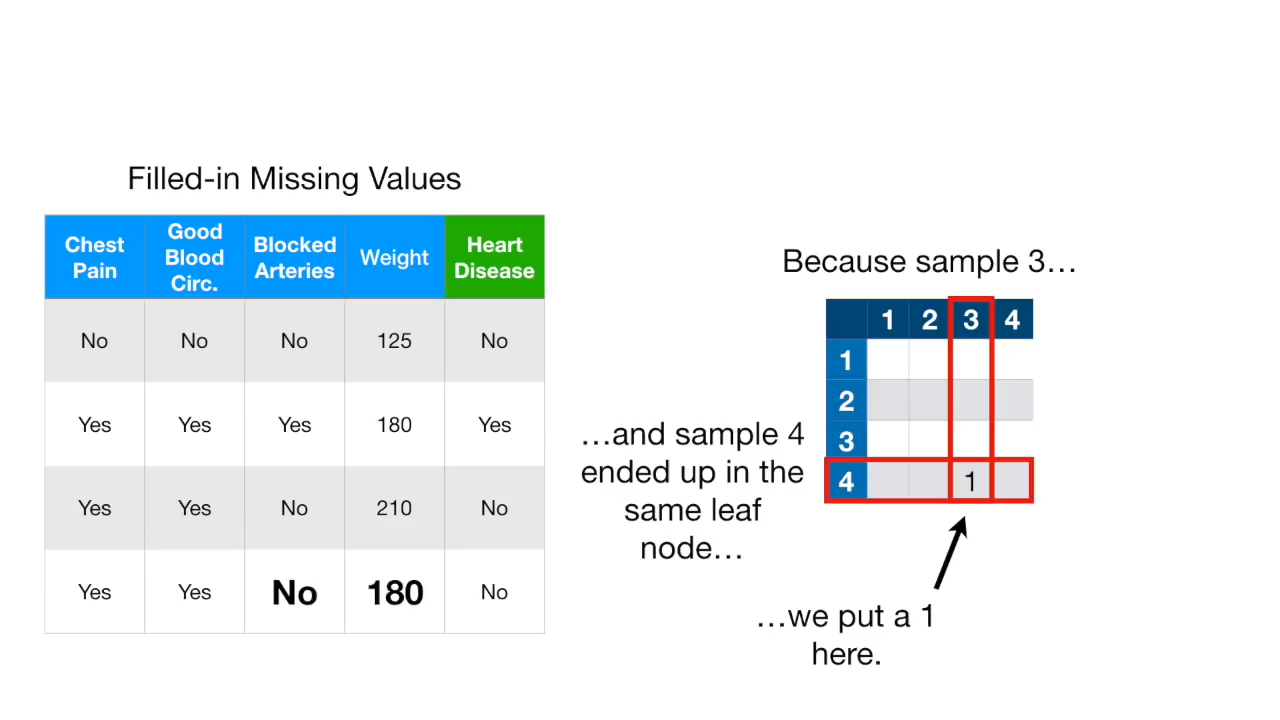 Filled-in Missing Values
Chest Pain Good Blood Circ. Blocked Arteries Weight Heart Disease
No No No 125 No
Yes Yes Yes 180 Yes
Yes Yes No 210 No
Yes Yes No 180 No
Because sample 3…
1 2 3 4
1
2
3
4 1
…and sample 4
ended up in the
same leaf
node…
…we put a 1
here.